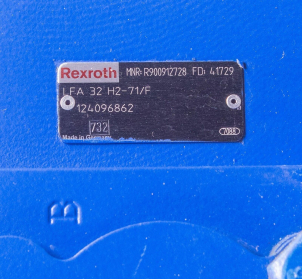 Rexroth MNR: R900912728 FD: 41729
LFA 32 H2-71/F
124096862
732
7088
Made in Germany
B